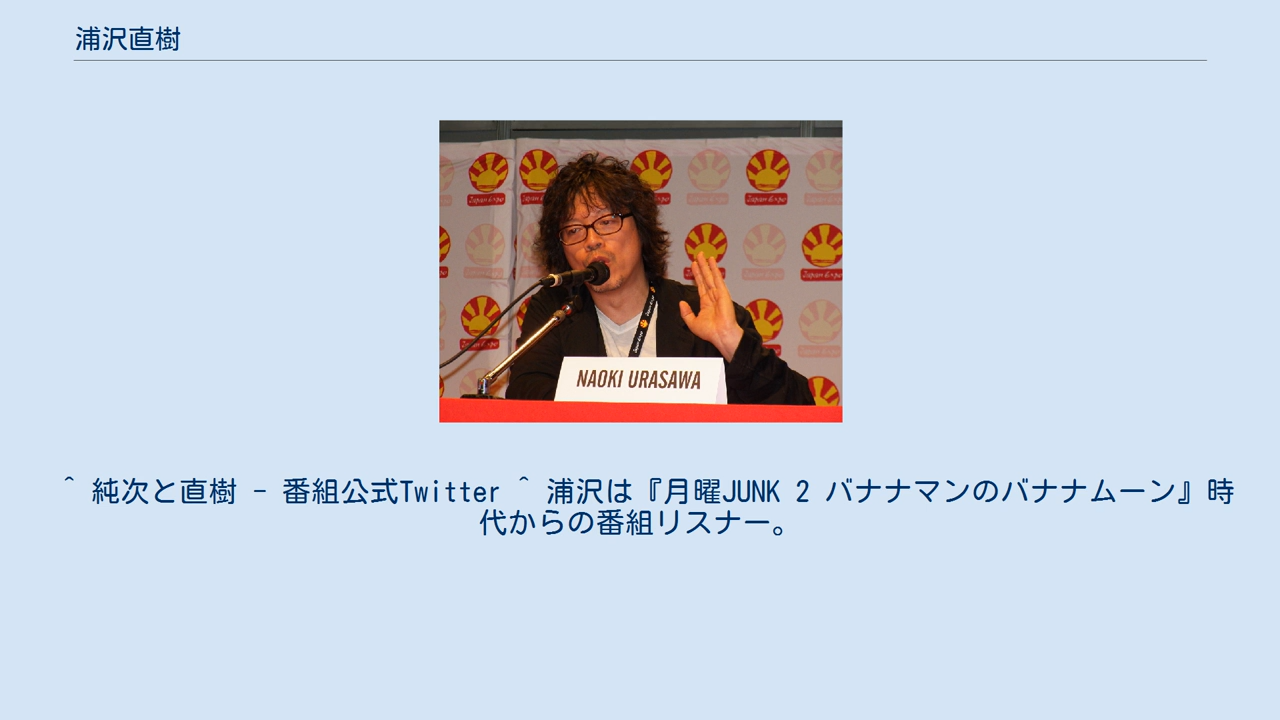 浦沢直樹
Japan Expo
NAOKI URASAWA
^ 純次と直樹 - 番組公式Twitter ^ 浦沢は『月曜JUNK 2 バナナマンのバナナムーン』時
代からの番組リスナー。